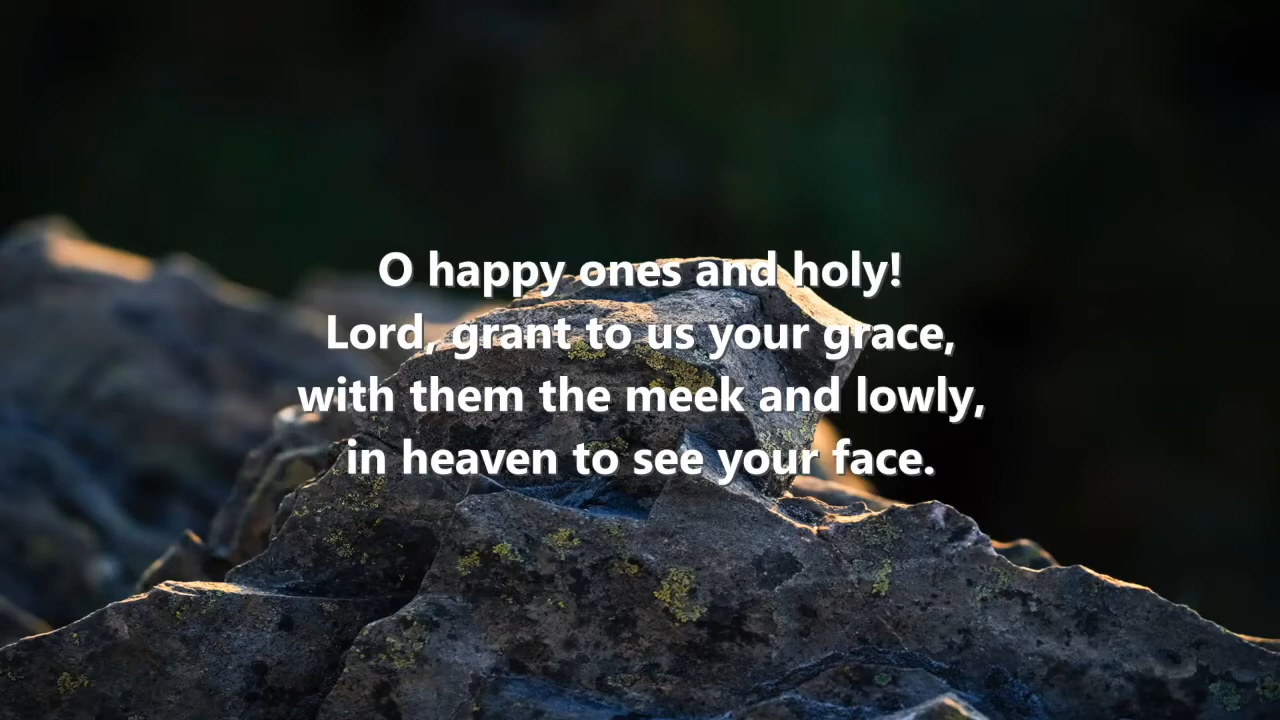 O happy ones and holy!
Lord, grant to us your grace,
with them the meek and lowly,
in heaven to see your face.